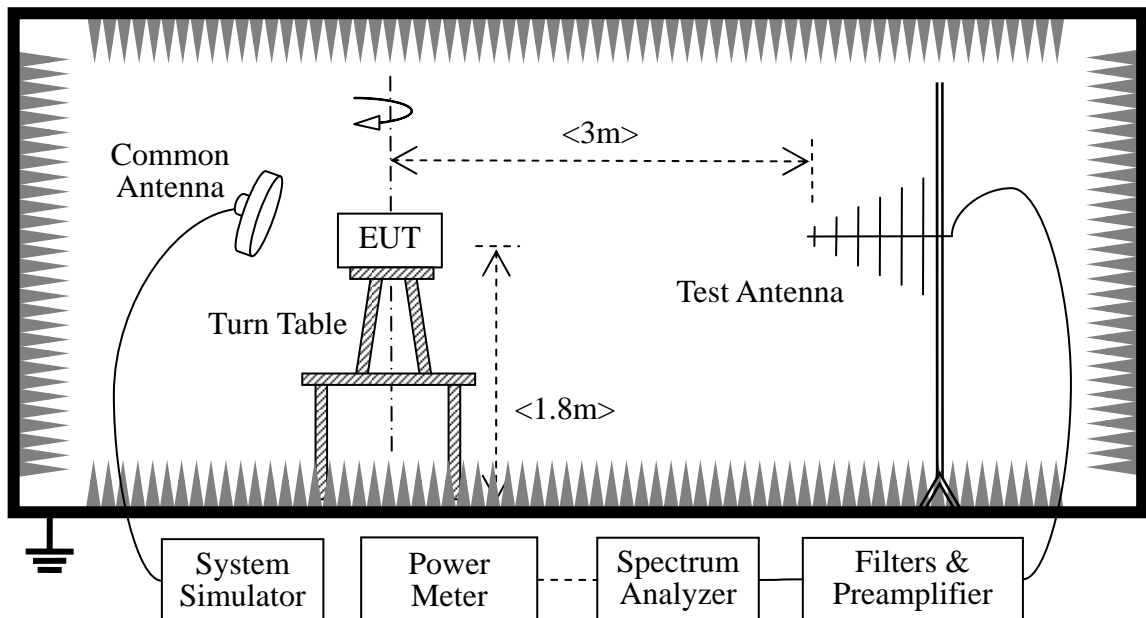 <3m>
Common
Antenna
EUT
Test Antenna
Turn Table
<1.8m>
System
Simulator
Power
Meter
Spectrum
Analyzer
Filters &
Preamplifier